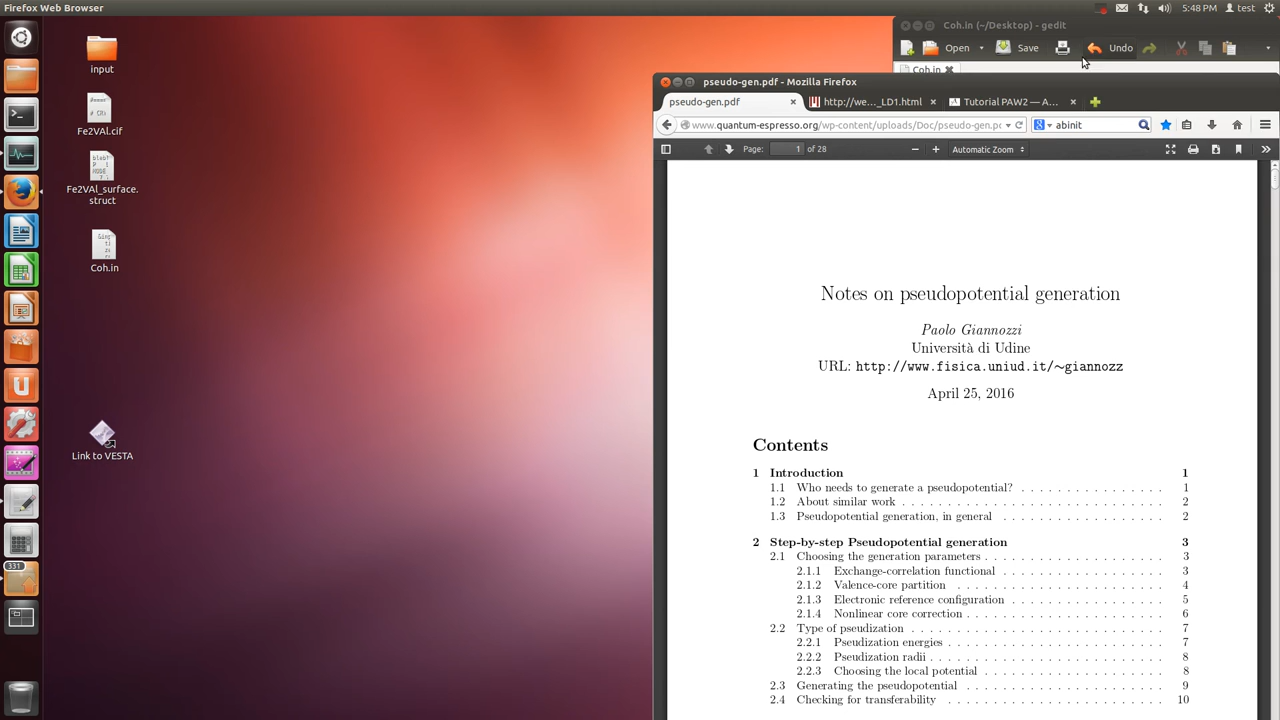 Firefox Web Browser
5:48 PM
test
input
Fe2VAl.cif
Fe2VAl_surface.
struct
Coh.in
Link to VESTA
331
Coh.in (~/Desktop) - gedit
Open
Save
Undo
Coh.in
pseudo-gen.pdf - Mozilla Firefox
pseudo-gen.pdf
http://we..._LD1.html
Tutorial PAW2 — A...
www.quantum-espresso.org/wp-content/uploads/Doc/pseudo-gen.pd
abinit
Page: 1 of 28
Automatic Zoom
Notes on pseudopotential generation
Paolo Giannozzi
Università di Udine
URL: http://www.fisica.uniud.it/~giannozz
April 25, 2016
Contents
1 Introduction 1
1.1 Who needs to generate a pseudopotential? . . . . . . . . . . . . . . . . 1
1.2 About similar work . . . . . . . . . . . . . . . . . . . . . . . . . . 2
1.3 Pseudopotential generation, in general . . . . . . . . . . . . . . . . . 2
2 Step-by-step Pseudopotential generation 3
2.1 Choosing the generation parameters . . . . . . . . . . . . . . . . . . 3
2.1.1 Exchange-correlation functional . . . . . . . . . . . . . . . . 3
2.1.2 Valence-core partition . . . . . . . . . . . . . . . . . . . . 4
2.1.3 Electronic reference configuration . . . . . . . . . . . . . . . 5
2.1.4 Nonlinear core correction . . . . . . . . . . . . . . . . . . . 6
2.2 Type of pseudization . . . . . . . . . . . . . . . . . . . . . . . . . 7
2.2.1 Pseudization energies . . . . . . . . . . . . . . . . . . . . . 7
2.2.2 Pseudization radii . . . . . . . . . . . . . . . . . . . . . . . 8
2.2.3 Choosing the local potential . . . . . . . . . . . . . . . . . . 8
2.3 Generating the pseudopotential . . . . . . . . . . . . . . . . . . . . 9
2.4 Checking for transferability . . . . . . . . . . . . . . . . . . . . . . 10